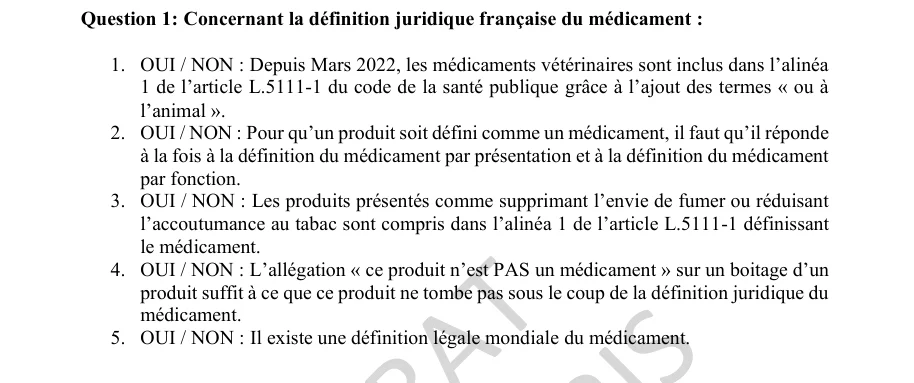 Question 1: Concernant la définition juridique française du médicament :
1. OUI / NON : Depuis Mars 2022, les médicaments vétérinaires sont inclus dans l’alinéa
1 de l’article L.5111-1 du code de la santé publique grâce à l’ajout des termes « ou à
l’animal ».
2. OUI / NON : Pour qu’un produit soit défini comme un médicament, il faut qu’il réponde
à la fois à la définition du médicament par présentation et à la définition du médicament
par fonction.
3. OUI / NON : Les produits présentés comme supprimant l’envie de fumer ou réduisant
l’accoutumance au tabac sont compris dans l’alinéa 1 de l’article L.5111-1 définissant
le médicament.
4. OUI / NON : L’allégation « ce produit n’est PAS un médicament » sur un boitage d’un
produit suffit à ce que ce produit ne tombe pas sous le coup de la définition juridique du
médicament.
5. OUI / NON : Il existe une définition légale mondiale du médicament.